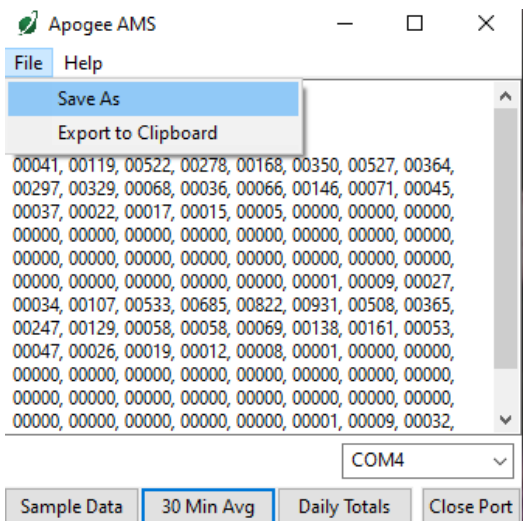 Apogee AMS
File Help
Save As
Export to Clipboard
00041, 00119, 00522, 00278, 00168, 00350, 00527, 00364,
00297, 00329, 00068, 00036, 00066, 00146, 00071, 00045,
00037, 00022, 00017, 00015, 00005, 00000, 00000, 00000,
00000, 00000, 00000, 00000, 00000, 00000, 00000, 00000,
00000, 00000, 00000, 00000, 00000, 00000, 00000, 00000,
00000, 00000, 00000, 00000, 00000, 00001, 00009, 00027,
00034, 00107, 00533, 00685, 00822, 00931, 00508, 00365,
00247, 00129, 00058, 00058, 00069, 00138, 00161, 00053,
00047, 00026, 00019, 00012, 00008, 00001, 00000, 00000,
00000, 00000, 00000, 00000, 00000, 00000, 00000, 00000,
00000, 00000, 00000, 00000, 00000, 00000, 00000, 00000,
00000, 00000, 00000, 00000, 00000, 00001, 00009, 00032,
COM4
Sample Data 30 Min Avg Daily Totals Close Port